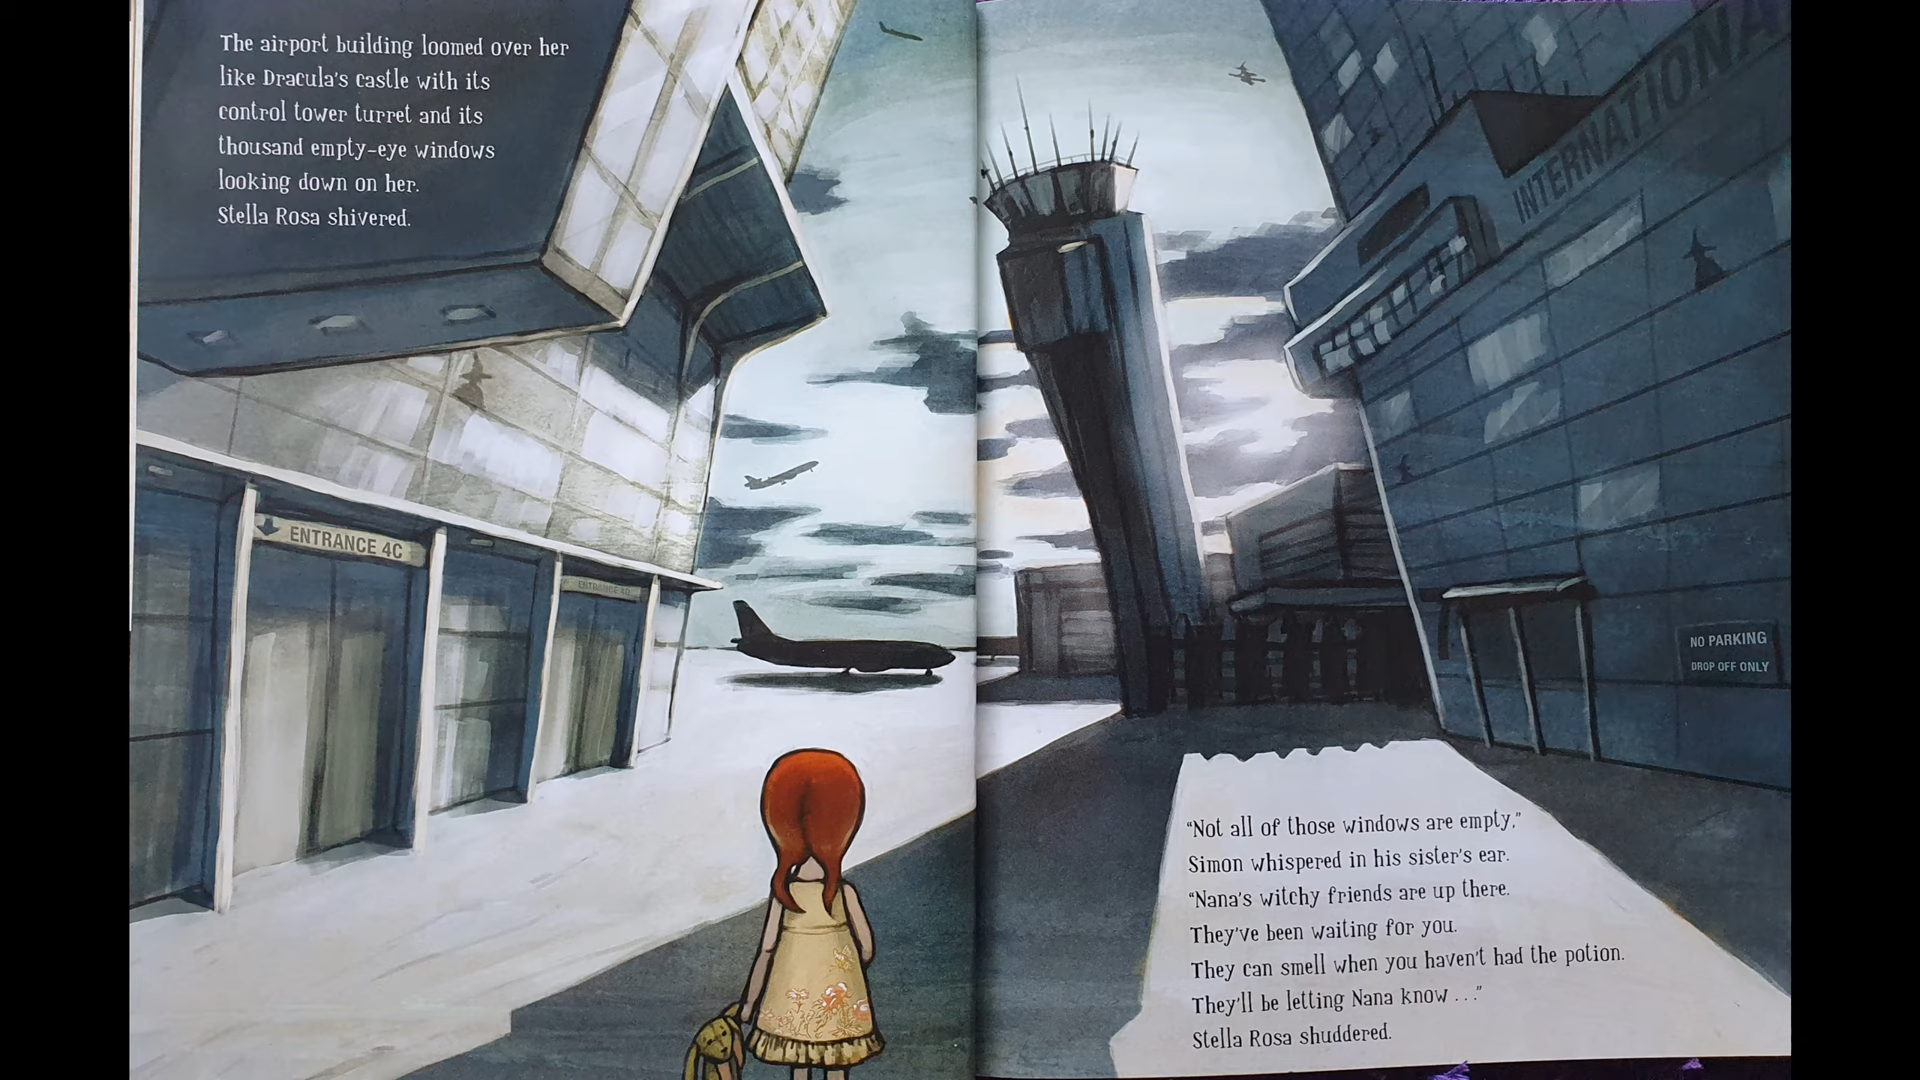 The airport building loomed over her
like Dracula's castle with its
control tower turret and its
thousand empty-eye windows
looking down on her.
Stella Rosa shivered.
ENTRANCE 4C
ENTRANCE
INTERNATIONA
NO PARKING
DROP OFF ONLY
"Not all of those windows are empty,"
Simon whispered in his sister's ear.
"Nana's witchy friends are up there.
They've been waiting for you.
They can smell when you haven't had the potion.
They'll be letting Nana know . . ."
Stella Rosa shuddered.